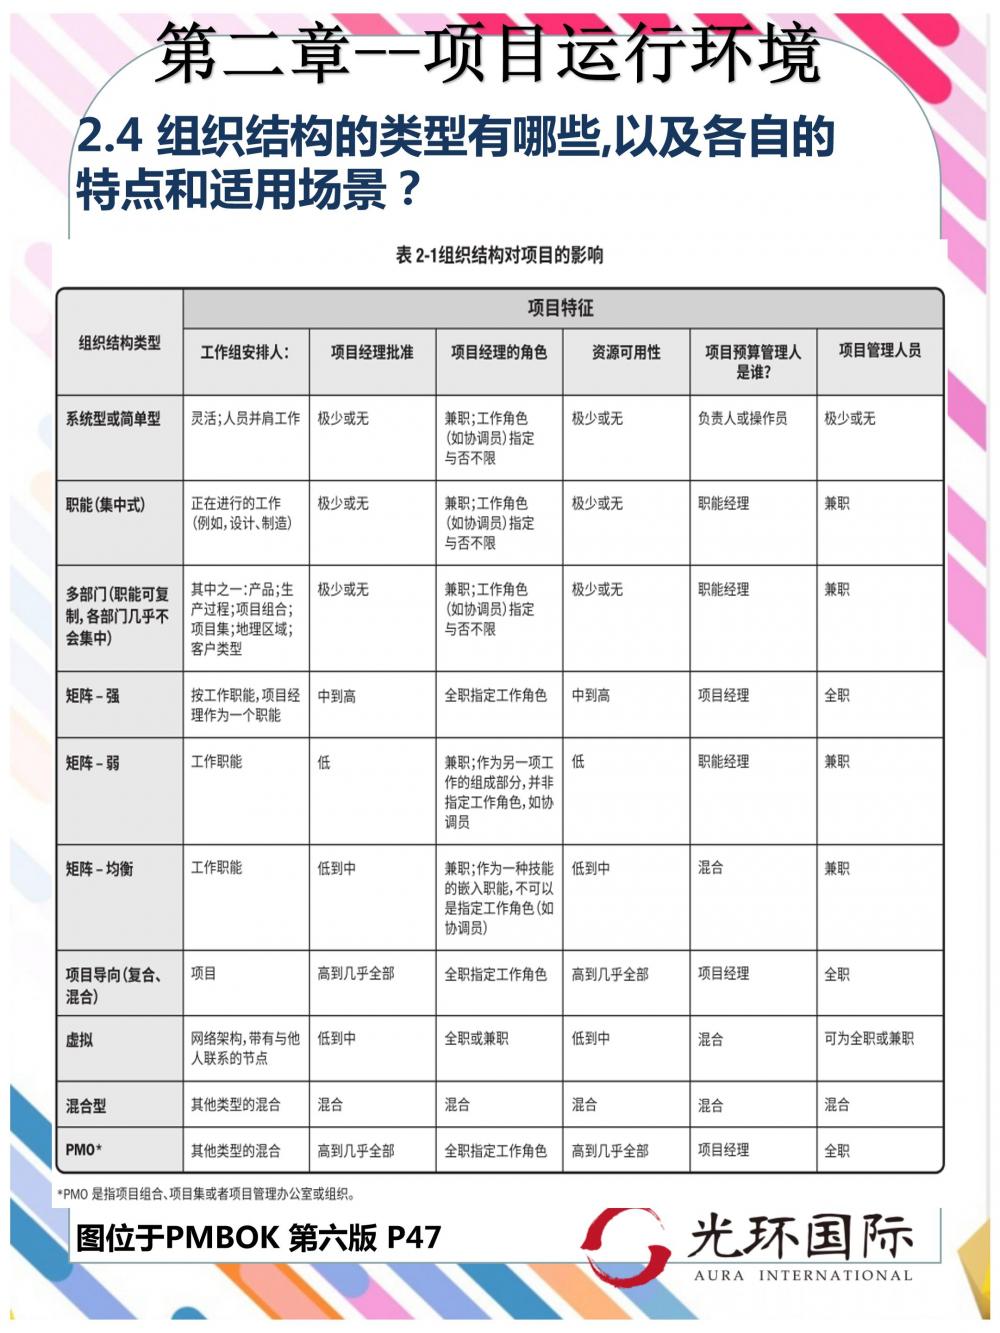 第二章--项目运行环境
2.4 组织结构的类型有哪些,以及各自的
特点和适用场景？
表 2-1组织结构对项目的影响
组织结构类型
项目特征
工作组安排人：
项目经理批准
项目经理的角色
资源可用性
项目预算管理人
是谁?
项目管理人员
系统型或简单型
灵活；人员并肩工作
极少或无
兼职；工作角色
（如协调员）指定
与否不限
极少或无
负责人或操作员
极少或无
职能（集中式）
正在进行的工作
（例如，设计、制造）
极少或无
兼职；工作角色
（如协调员）指定
与否不限
极少或无
职能经理
兼职
多部门（职能可复
制，各部门几乎不
会集中）
其中之一：产品；生
产过程；项目组合；
项目集；地理区域；
客户类型
极少或无
兼职；工作角色
（如协调员）指定
与否不限
极少或无
职能经理
兼职
矩阵 – 强
按工作职能，项目经
理作为一个职能
中到高
全职指定工作角色
中到高
项目经理
全职
矩阵 – 弱
工作职能
低
兼职；作为另一项工
作的组成部分，并非
指定工作角色，如协
调员
低
职能经理
兼职
矩阵 – 均衡
工作职能
低到中
兼职；作为一种技能
的嵌入职能，不可以
是指定工作角色（如
协调员）
低到中
混合
兼职
项目导向（复合、
混合）
项目
高到几乎全部
全职指定工作角色
高到几乎全部
项目经理
全职
虚拟
网络架构，带有与他
人联系的节点
低到中
全职或兼职
低到中
混合
可为全职或兼职
混合型
其他类型的混合
混合
混合
混合
混合
混合
PMO*
其他类型的混合
高到几乎全部
全职指定工作角色
高到几乎全部
项目经理
全职
*PMO 是指项目组合、项目集或者项目管理办公室或组织。
图位于PMBOK 第六版 P47
光环国际
AURA INTERNATIONAL